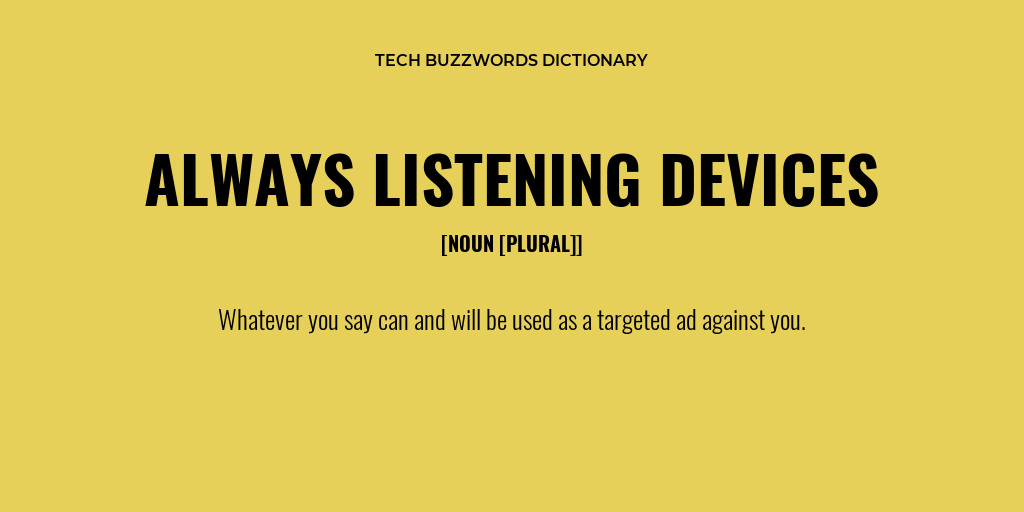 TECH BUZZWORDS DICTIONARY
ALWAYS LISTENING DEVICES
[NOUN [PLURAL]]
Whatever you say can and will be used as a targeted ad against you.